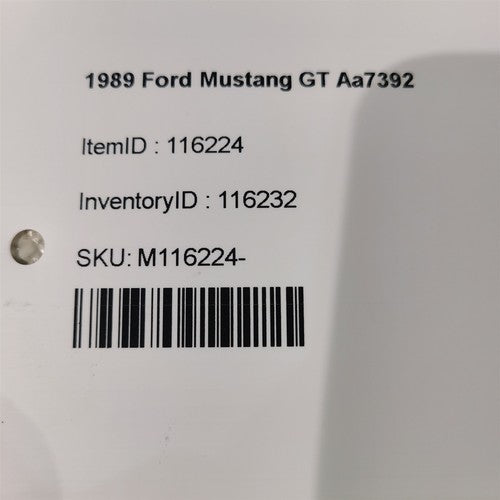 1989 Ford Mustang GT Aa7392
ItemID : 116224
InventoryID : 116232
SKU: M116224-